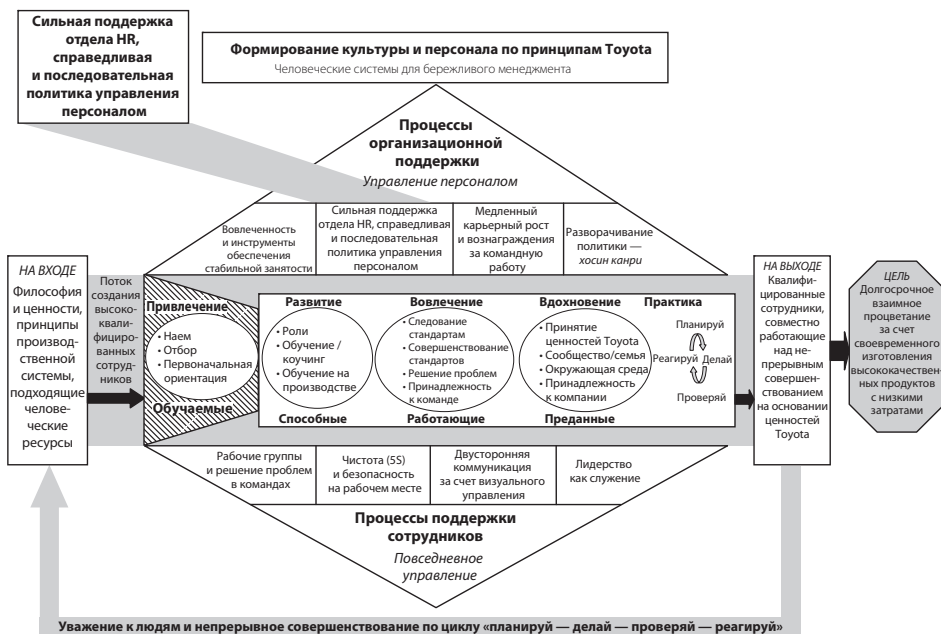 Сильная поддержка
отдела HR,
справедливая
и последовательная
политика управления
персоналом
Формирование культуры и персонала по принципам Toyota
Человеческие системы для бережливого менеджмента
Процессы
организационной
поддержки
Управление персоналом
Вовлеченность
и инструменты
обеспечения
стабильной занятости
Сильная поддержка
отдела HR, справедливая
и последовательная
политика управления
персоналом
Медленный
карьерный рост
и вознаграждения
за командную
работу
Разворачивание
политики —
хосин канри
НА ВХОДЕ
Философия
и ценности,
принципы
производ-
ственной
системы,
подходящие
челове-
ческие
ресурсы
Поток
создания
высоко-
квали-
фициро-
ванных
сотруд-
ников
Привлечение
• Наем
• Отбор
• Первоначальная
ориентация
Обучаемые
Развитие
• Роли
• Обучение /
коучинг
• Обучение на
производстве
Способные
Вовлечение
• Следование
стандартам
• Совершенствование
стандартов
• Решение проблем
• Принадлежность
к команде
Работающие
Вдохновение
• Принятие
ценностей Toyota
• Сообщество/семья
• Окружающая среда
• Принадлежность
к компании
Преданные
Практика
Планируй
Реагируй Делай
Проверяй
НА ВЫХОДЕ
Квалифи-
цированные
сотрудники,
совместно
работающие
над не-
прерывным
совершен-
ствованием
на основании
ценностей
Toyota
ЦЕЛЬ
Долгосрочное
взаимное
процветание
за счет
своевременного
изготовления
высококачествен-
ных продуктов
с низкими
затратами
Рабочие группы
и решение проблем
в командах
Чистота (5S)
и безопасность
на рабочем месте
Двусторонняя
коммуникация
за счет визуального
управления
Лидерство
как служение
Процессы поддержки
сотрудников
Повседневное
управление
Уважение к людям и непрерывное совершенствование по циклу «планируй — делай — проверяй — реагируй»